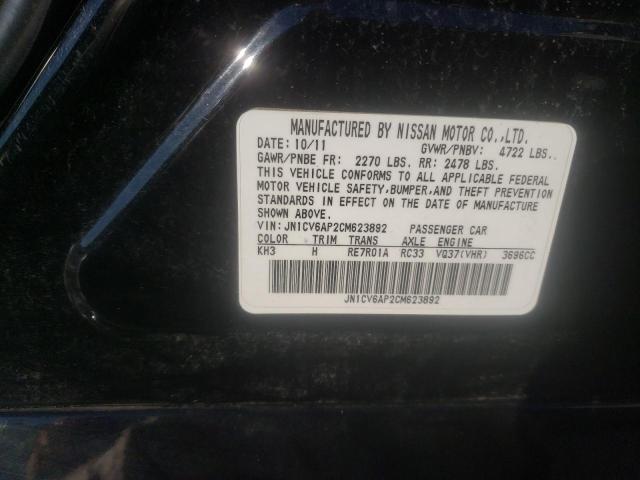 MANUFACTURED BY NISSAN MOTOR CO.,LTD.
DATE: 10/11 GVWR/PNBV: 4722 LBS.
GAWR/PNBE FR: 2270 LBS. RR: 2478 LBS.
THIS VEHICLE CONFORMS TO ALL APPLICABLE FEDERAL
MOTOR VEHICLE SAFETY,BUMPER,AND THEFT PREVENTION
STANDARDS IN EFFECT ON THE DATE OF MANUFACTURE
SHOWN ABOVE.
VIN: JN1CV6AP2CM623892 PASSENGER CAR
COLOR TRIM TRANS AXLE ENGINE
KH3 H RE7R01A RC33 VQ37(VHR) 3696CC
JN1CV6AP2CM623892